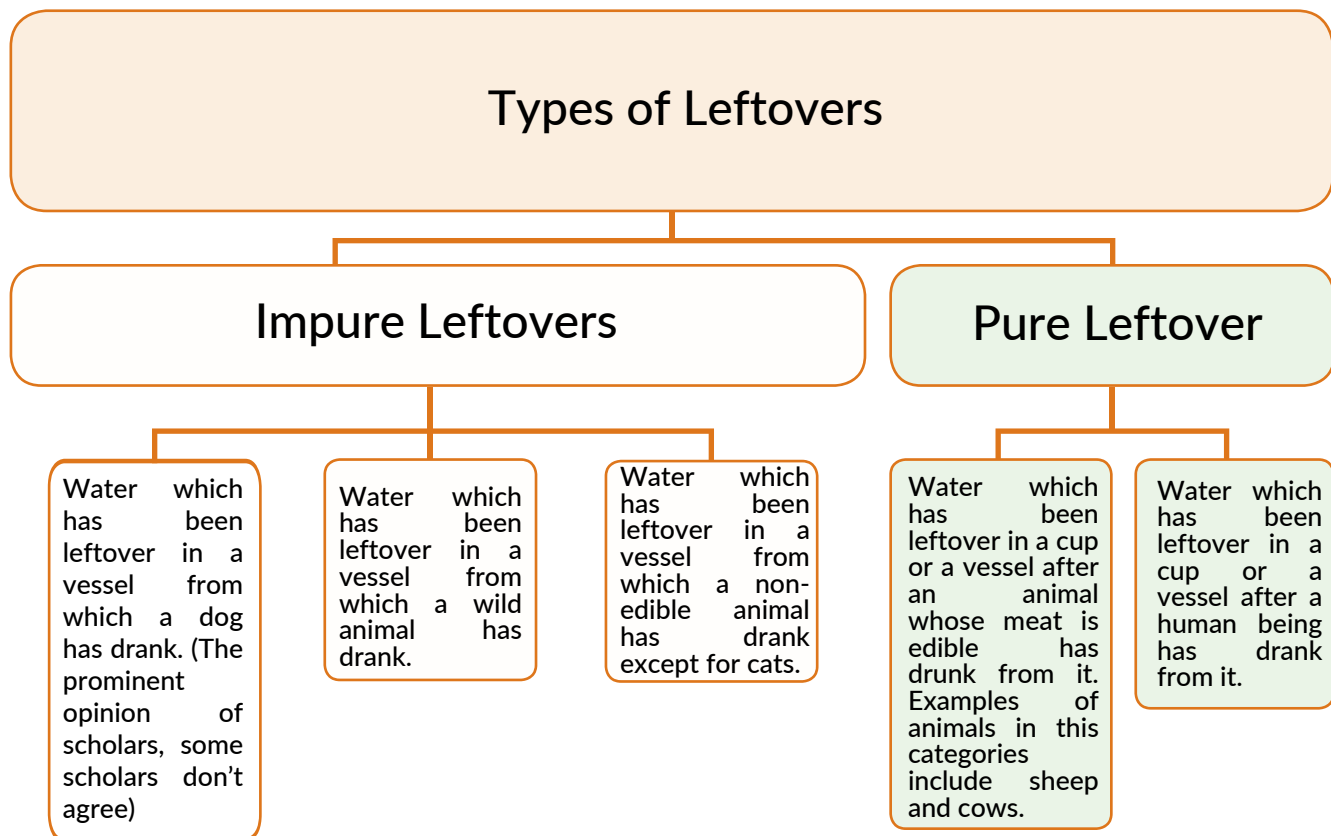 Types of Leftovers
Impure Leftovers
Pure Leftover
Water which
has been
leftover in a
vessel from
which a dog
has drank. (The
prominent
opinion of
scholars, some
scholars don't
agree)
Water which
has been
leftover in a
vessel from
which a wild
animal has
drank.
Water which
has been
leftover in a
vessel from
which a non-
edible animal
has drank
except for cats.
Water which
has been
leftover in a cup
or a vessel after
an animal
whose meat is
edible has
drunk from it.
Examples of
animals in this
categories
include sheep
and cows.
Water which
has been
leftover in a
cup or a
vessel after a
human being
has drank
from it.